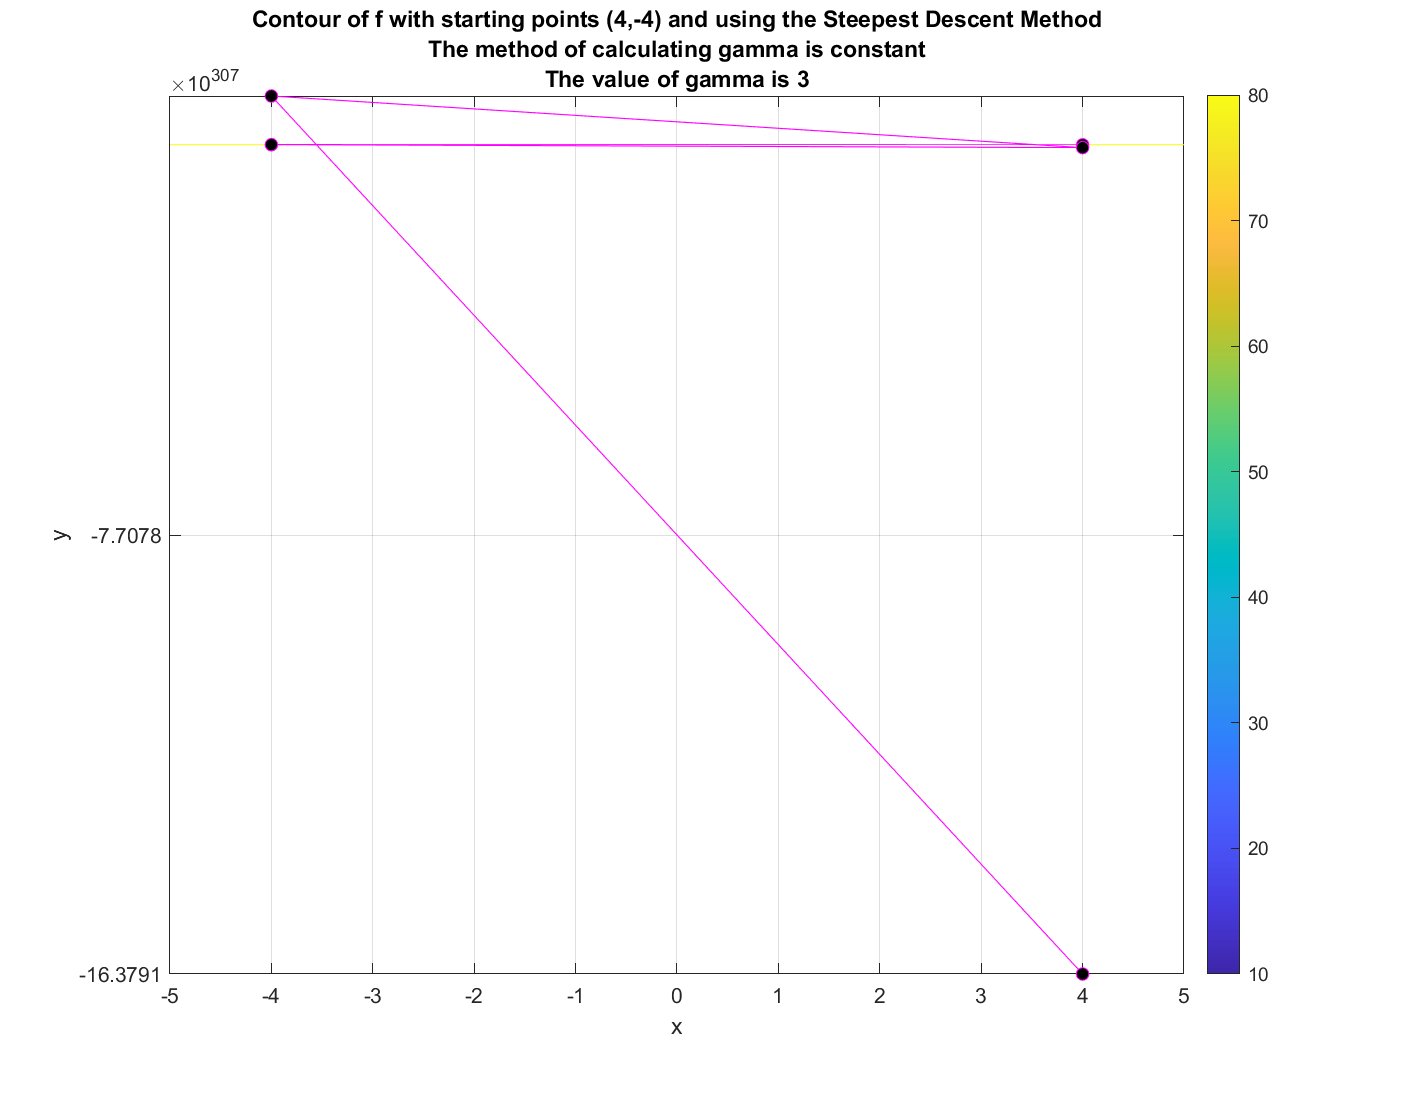 Contour of f with starting points (4,-4) and using the Steepest Descent Method
The method of calculating gamma is constant
The value of gamma is 3
×10^307
80
70
60
50
40
30
20
10
y
-7.7078
-16.3791
-5 -4 -3 -2 -1 0 1 2 3 4 5
x